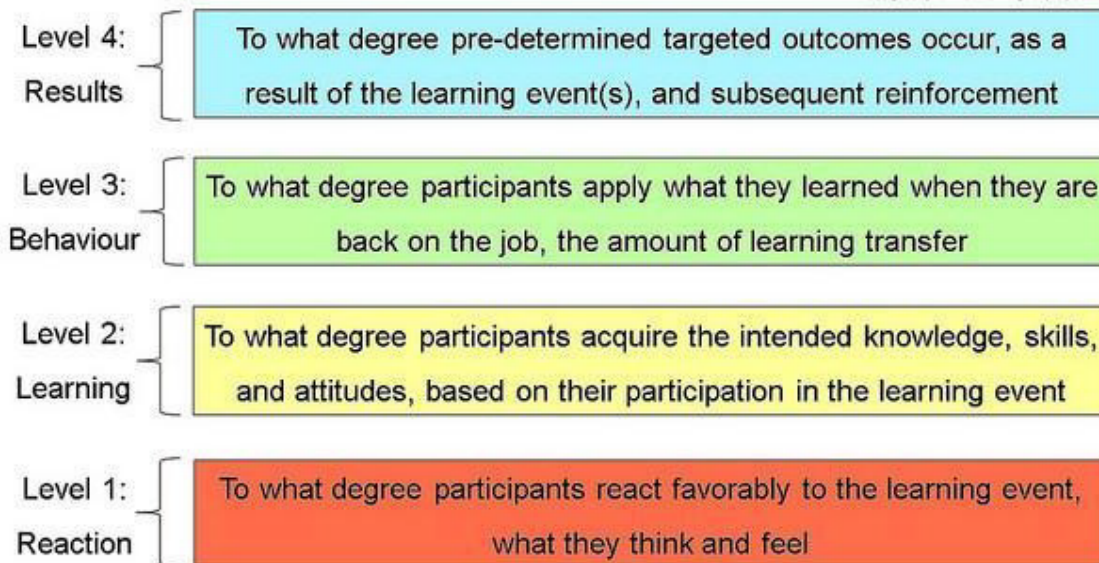 Level 4:
Results
To what degree pre-determined targeted outcomes occur, as a
result of the learning event(s), and subsequent reinforcement
Level 3:
Behaviour
To what degree participants apply what they learned when they are
back on the job, the amount of learning transfer
Level 2:
Learning
To what degree participants acquire the intended knowledge, skills,
and attitudes, based on their participation in the learning event
Level 1:
Reaction
To what degree participants react favorably to the learning event,
what they think and feel